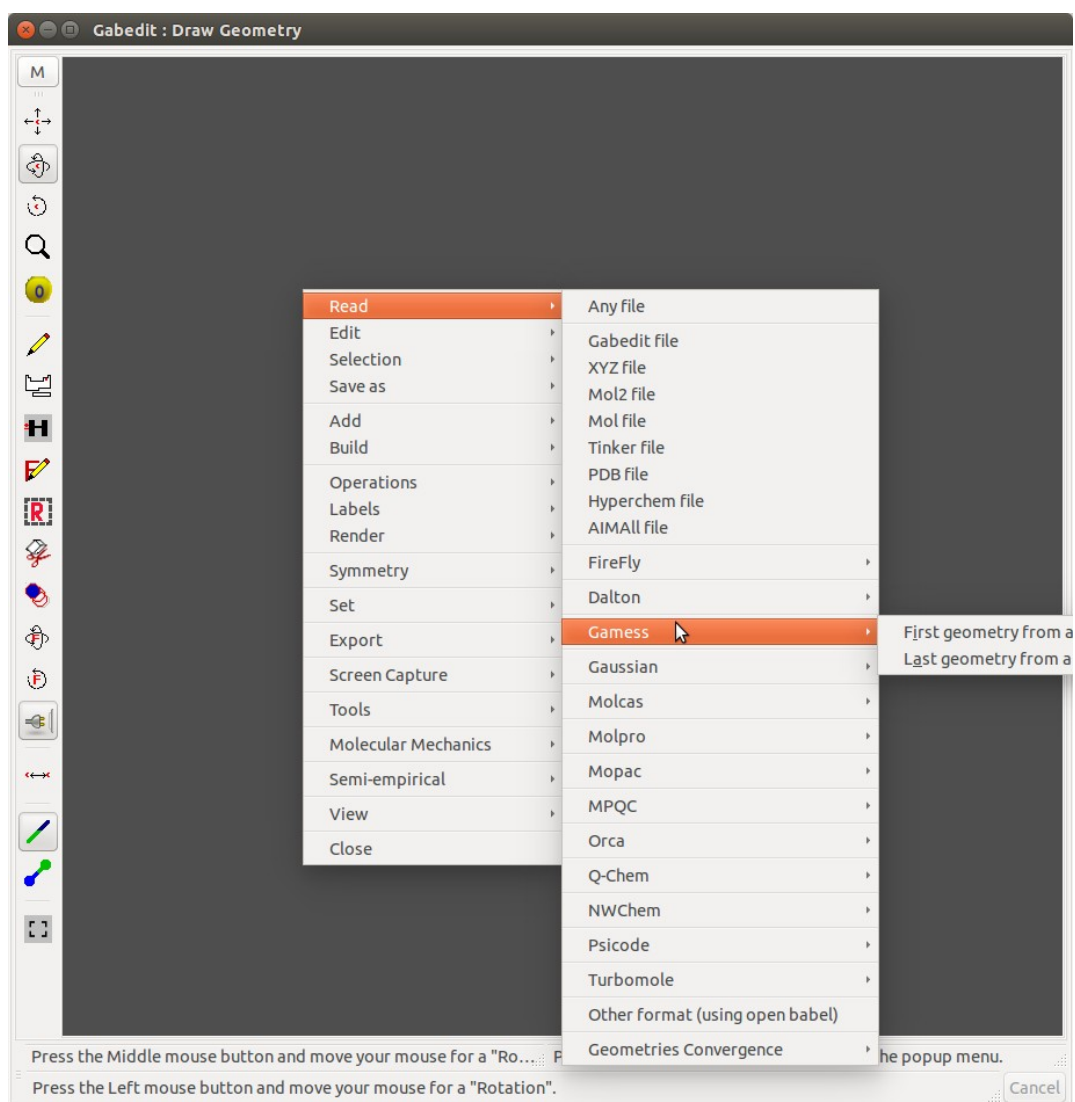 Gabedit : Draw Geometry
M
0
H
F
R
F
F
Read
Edit
Selection
Save as
Add
Build
Operations
Labels
Render
Symmetry
Set
Export
Screen Capture
Tools
Molecular Mechanics
Semi-empirical
View
Close
Any file
Gabedit file
XYZ file
Mol2 file
Mol file
Tinker file
PDB file
Hyperchem file
AIMAll file
FireFly
Dalton
Gamess
Gaussian
Molcas
Molpro
Mopac
MPQC
Orca
Q-Chem
NWChem
Psicode
Turbomole
Other format (using open babel)
Geometries Convergence
First geometry from a
Last geometry from a
Press the Middle mouse button and move your mouse for a "Ro... P he popup menu.
Press the Left mouse button and move your mouse for a "Rotation". Cancel